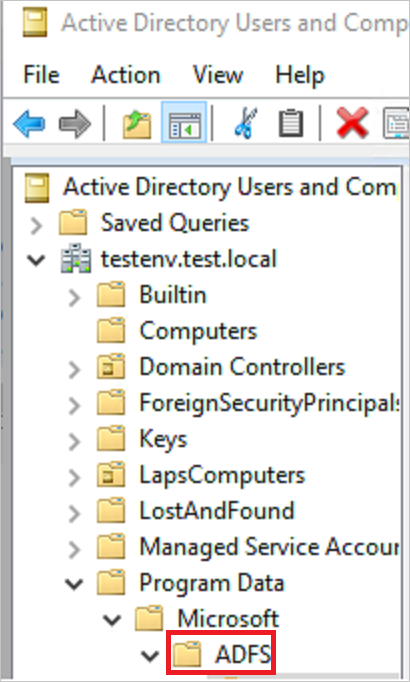 Active Directory Users and Comp
File Action View Help
Active Directory Users and Com
Saved Queries
testenv.test.local
Builtin
Computers
Domain Controllers
ForeignSecurityPrincipals
Keys
LapsComputers
LostAndFound
Managed Service Accour
Program Data
Microsoft
ADFS